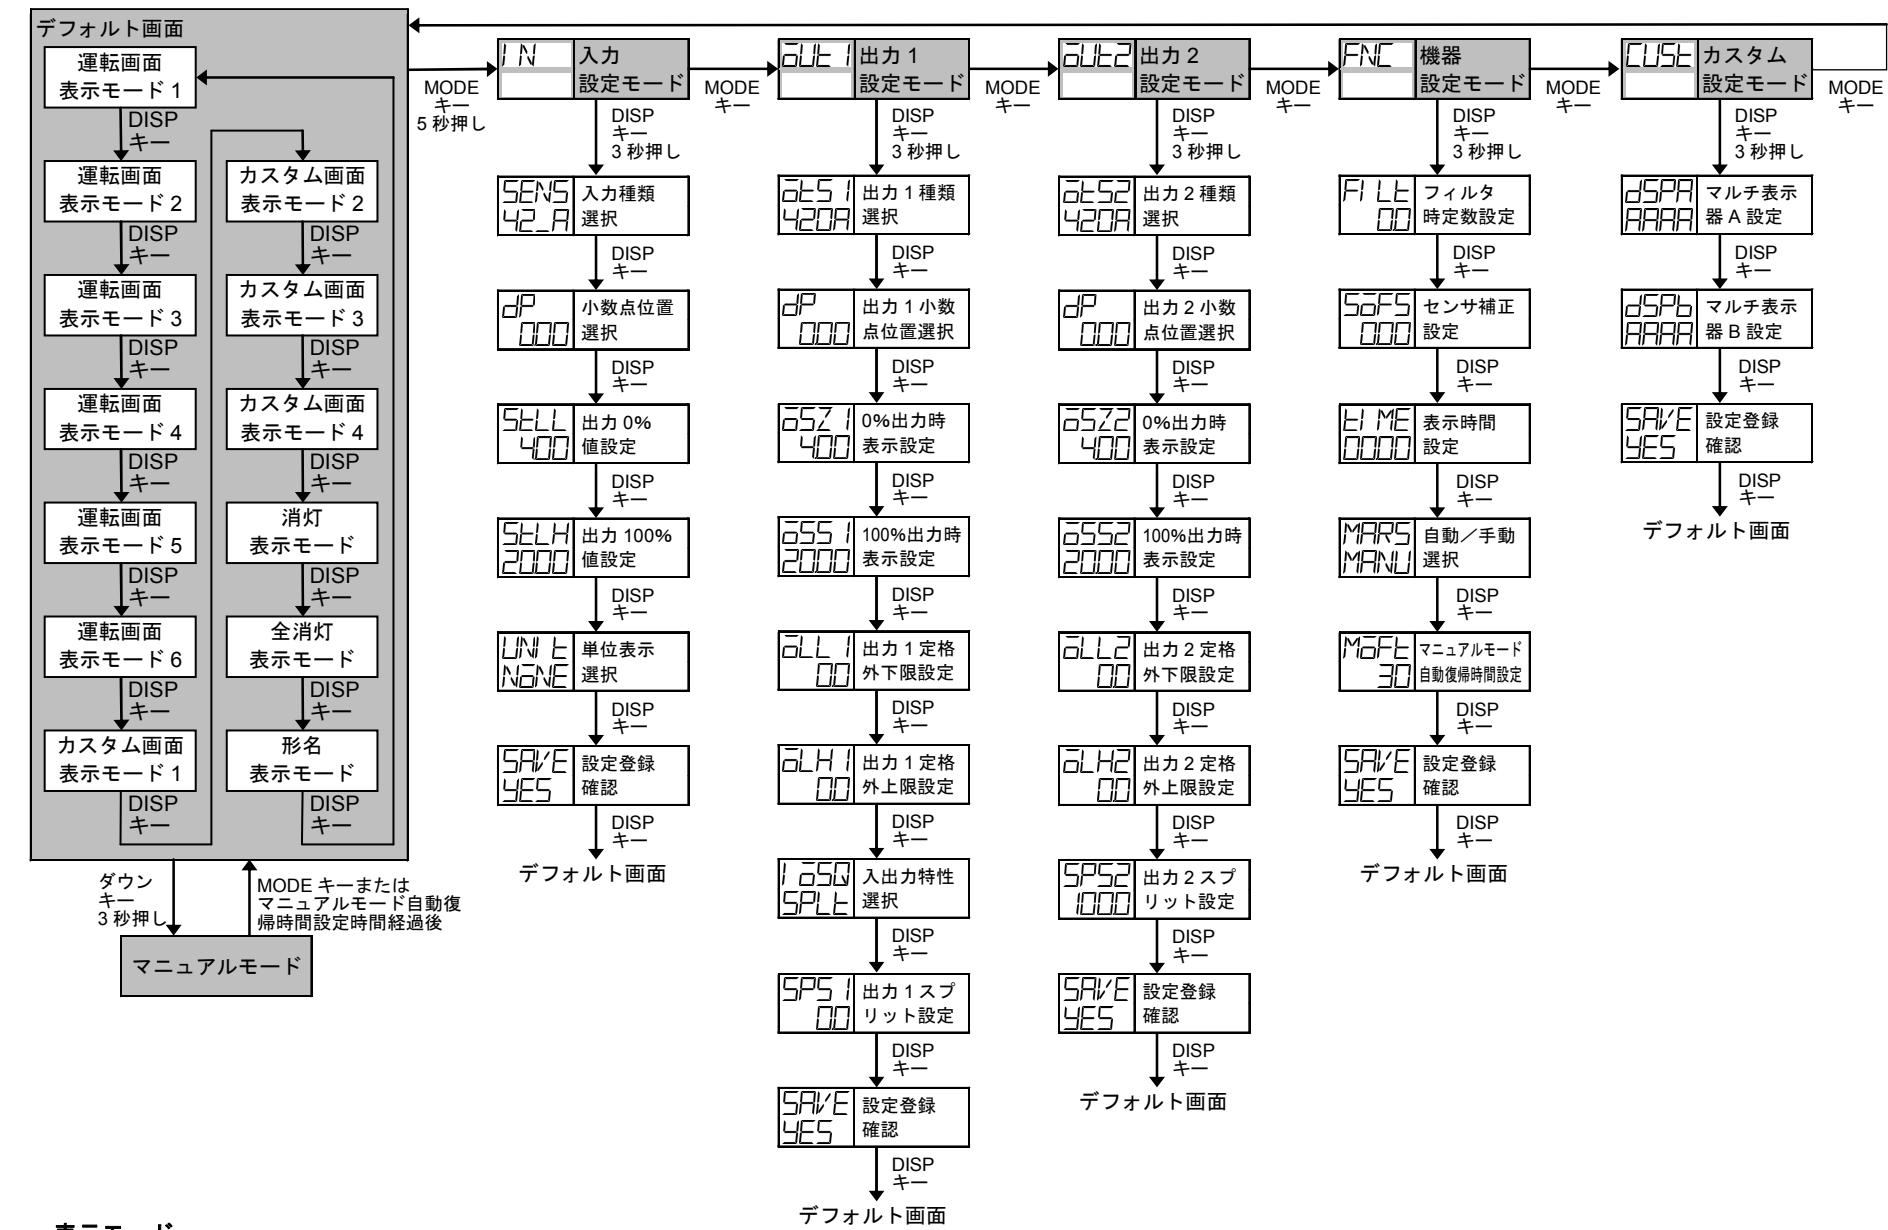 デフォルト画面
運転画面
表示モード 1
DISP
キー
運転画面
表示モード 2
DISP
キー
運転画面
表示モード 3
DISP
キー
運転画面
表示モード 4
DISP
キー
運転画面
表示モード 5
DISP
キー
運転画面
表示モード 6
DISP
キー
カスタム画面
表示モード 1
DISP
キー
カスタム画面
表示モード 2
DISP
キー
カスタム画面
表示モード 3
DISP
キー
カスタム画面
表示モード 4
DISP
キー
消灯
表示モード
DISP
キー
全消灯
表示モード
DISP
キー
形名
表示モード
DISP
キー
ダウン
キー
3 秒押し
MODE キーまたは
マニュアルモード自動復
帰時間設定時間経過後
マニュアルモード
MODE
キー
5 秒押し
IN
入力
設定モード
DISP
キー
3 秒押し
SENS
42_A
入力種類
選択
DISP
キー
dP
0.00
小数点位置
選択
DISP
キー
StLL
4.00
出力 0%
値設定
DISP
キー
StLH
20.00
出力 100%
値設定
DISP
キー
UNIt
NoNE
単位表示
選択
DISP
キー
SAVE
YES
設定登録
確認
DISP
キー
デフォルト画面
MODE
キー
oUt1
出力 1
設定モード
DISP
キー
3 秒押し
otS1
420A
出力 1 種類
選択
DISP
キー
dP
0.00
出力 1 小数
点位置選択
DISP
キー
oSZ1
4.00
0%出力時
表示設定
DISP
キー
oSS1
20.00
100%出力時
表示設定
DISP
キー
oLL1
0.0
出力 1 定格
外下限設定
DISP
キー
oLH1
0.0
出力 1 定格
外上限設定
DISP
キー
IoSQ
SPLt
入出力特性
選択
DISP
キー
SPS1
0.0
出力 1 スプ
リット設定
DISP
キー
SAVE
YES
設定登録
確認
DISP
キー
デフォルト画面
MODE
キー
oUt2
出力 2
設定モード
DISP
キー
3 秒押し
otS2
420A
出力 2 種類
選択
DISP
キー
dP
0.00
出力 2 小数
点位置選択
DISP
キー
oSZ2
4.00
0%出力時
表示設定
DISP
キー
oSS2
20.00
100%出力時
表示設定
DISP
キー
oLL2
0.0
出力 2 定格
外下限設定
DISP
キー
oLH2
0.0
出力 2 定格
外上限設定
DISP
キー
SPS2
100.0
出力 2 スプ
リット設定
DISP
キー
SAVE
YES
設定登録
確認
DISP
キー
デフォルト画面
MODE
キー
FNC
機器
設定モード
DISP
キー
3 秒押し
FILt
0.0
フィルタ
時定数設定
DISP
キー
SoFS
0.00
センサ補正
設定
DISP
キー
tIME
00.00
表示時間
設定
DISP
キー
MARS
MANU
自動／手動
選択
DISP
キー
MoFt
30
マニュアルモード
自動復帰時間設定
DISP
キー
SAVE
YES
設定登録
確認
DISP
キー
デフォルト画面
MODE
キー
CUSt
カスタム
設定モード
DISP
キー
3 秒押し
dSPA
AAAA
マルチ表示
器 A 設定
DISP
キー
dSPb
AAAA
マルチ表示
器 B 設定
DISP
キー
SAVE
YES
設定登録
確認
DISP
キー
デフォルト画面
MODE
キー